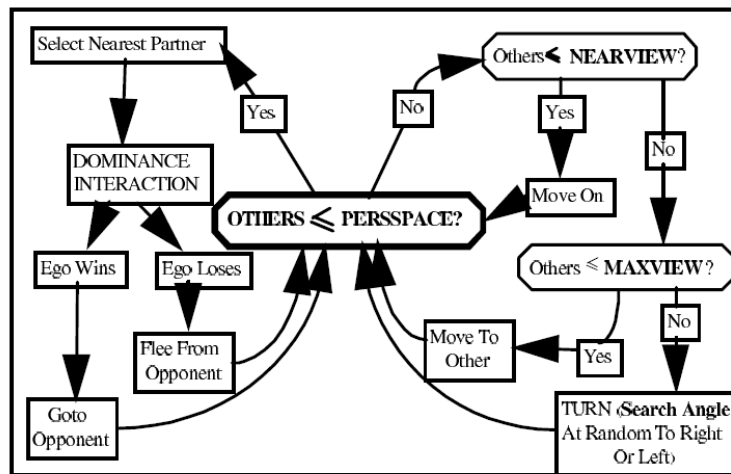 Select Nearest Partner
Yes
DOMINANCE
INTERACTION
Ego Wins
Ego Loses
Flee From
Opponent
Goto
Opponent
OTHERS ⩽ PERSSPACE?
No
Others⩽ NEARVIEW?
Yes
Move On
No
Others ⩽ MAXVIEW?
Yes
Move To
Other
No
TURN (Search Angle
At Random To Right
Or Left)